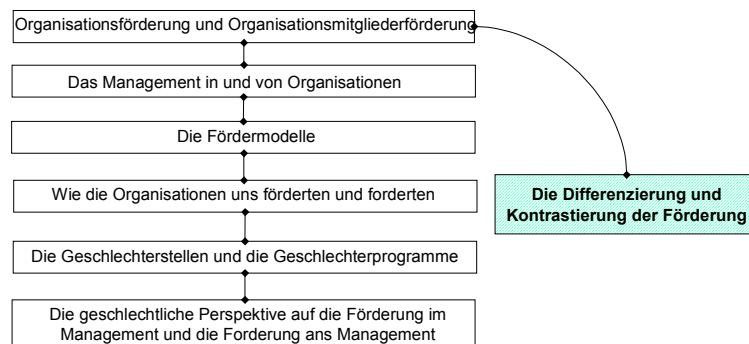 Organisationsförderung und Organisationsmitgliederförderung
Das Management in und von Organisationen
Die Fördermodelle
Wie die Organisationen uns förderten und forderten
Die Differenzierung und
Kontrastierung der Förderung
Die Geschlechterstellen und die Geschlechterprogramme
Die geschlechtliche Perspektive auf die Förderung im
Management und die Forderung ans Management